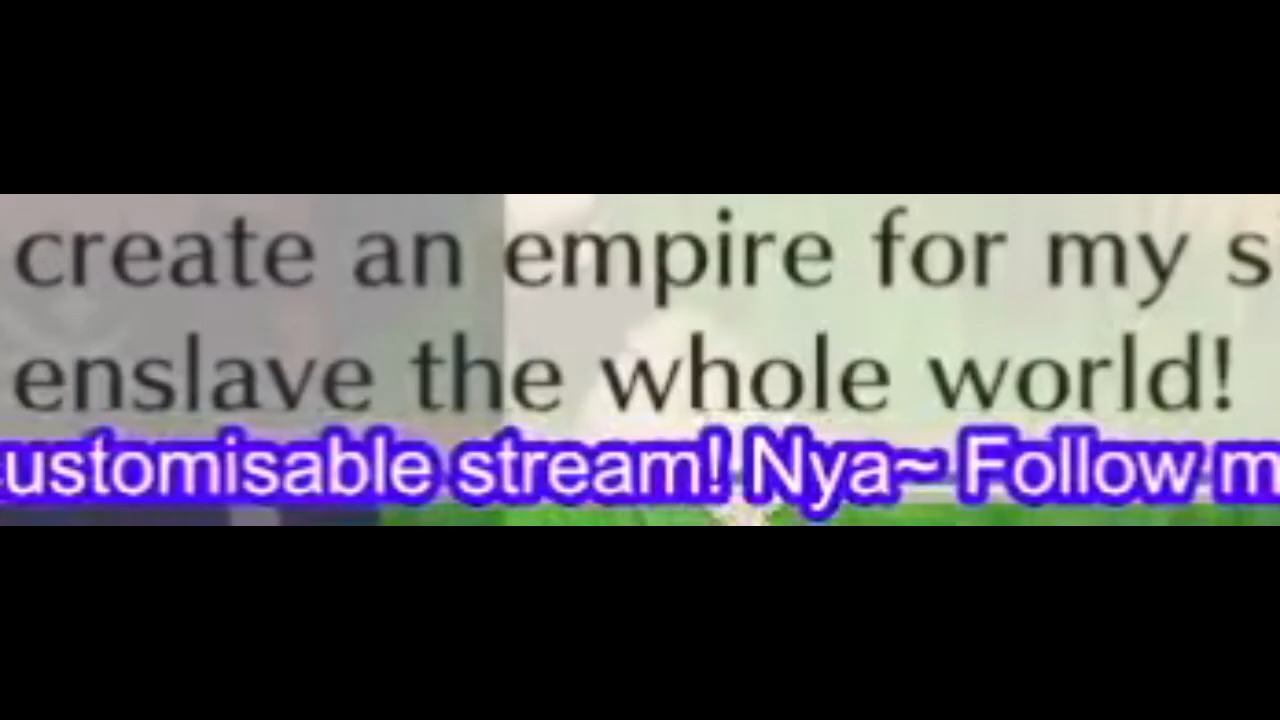 create an empire for my s
enslave the whole world!
ustomisable stream! Nya~ Follow m